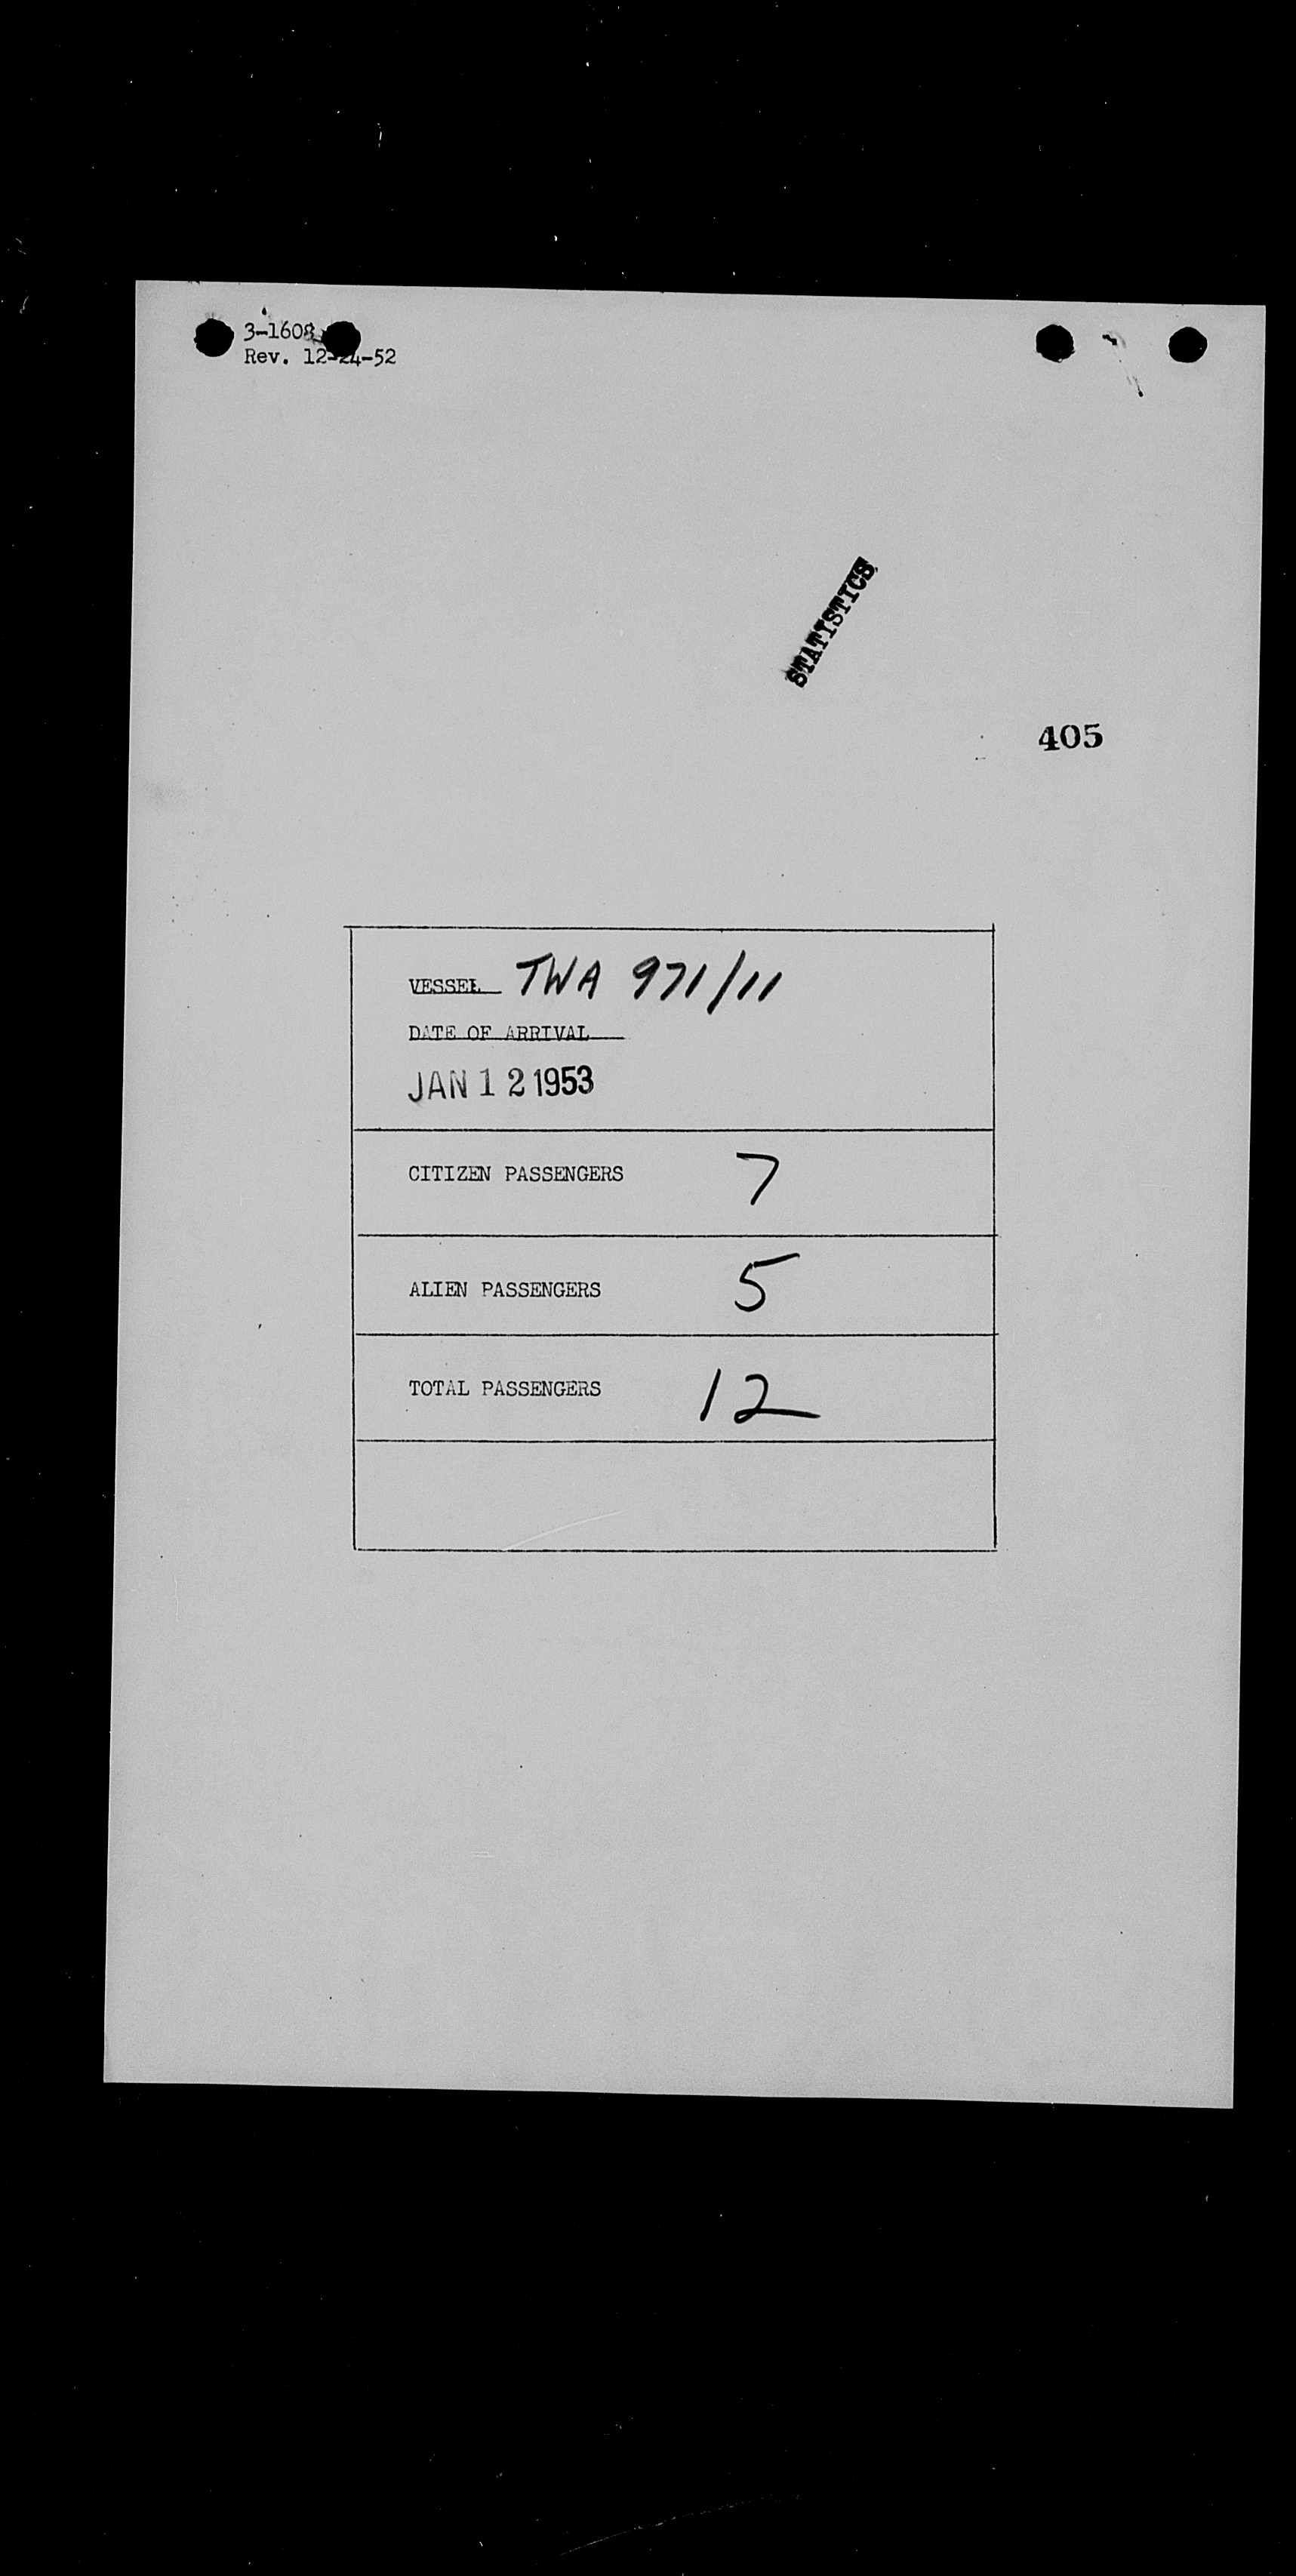 3-1608
Rev. 12-24-52
STATISTICS
405
VESSEL TWA 971/11
DATE OF ARRIVAL
JAN 12 1953
CITIZEN PASSENGERS 7
ALIEN PASSENGERS 5
TOTAL PASSENGERS 12